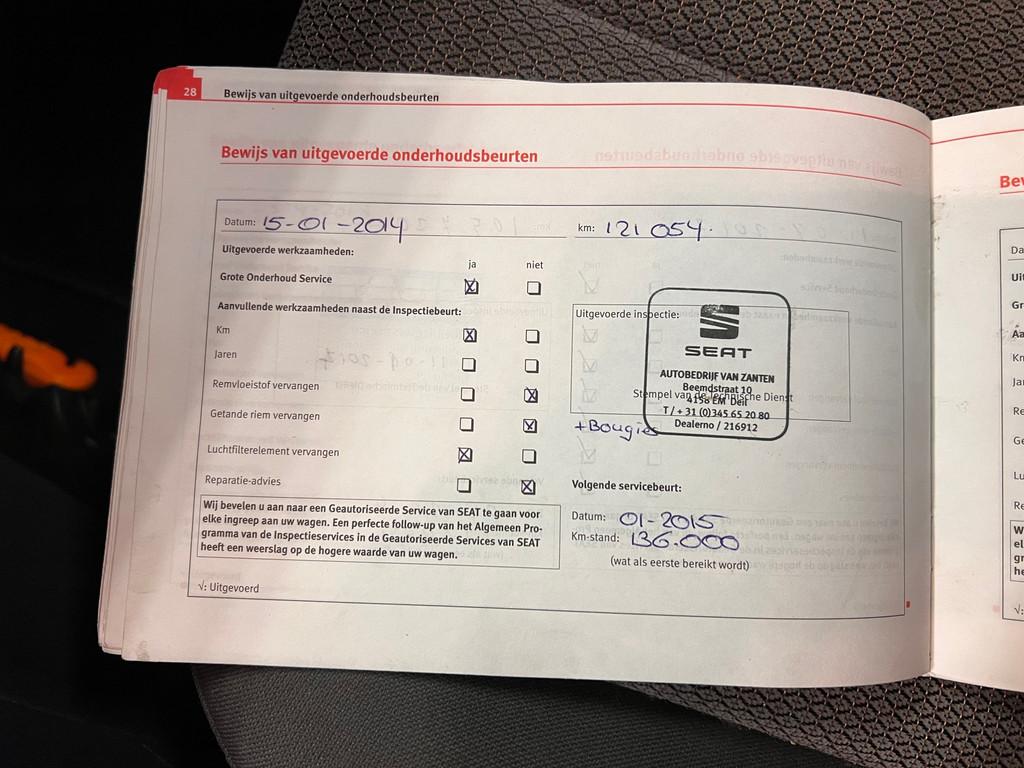 28 Bewijs van uitgevoerde onderhoudsbeurten
Bewijs van uitgevoerde onderhoudsbeurten
Datum: 15-01-2014 km: 121 054.
Uitgevoerde werkzaamheden:
ja niet
Grote Onderhoud Service
Aanvullende werkzaamheden naast de Inspectiebeurt:
Km
Jaren
Remvloeistof vervangen
Getande riem vervangen
Luchtfilterelement vervangen
Reparatie-advies
Wij bevelen u aan naar een Geautoriseerde Service van SEAT te gaan voor
elke ingreep aan uw wagen. Een perfecte follow-up van het Algemeen Pro-
gramma van de Inspectieservices in de Geautoriseerde Services van SEAT
heeft een weerslag op de hogere waarde van uw wagen.
√: Uitgevoerd
Uitgevoerde inspectie:
SEAT
AUTOBEDRIJF VAN ZANTEN
Beemdstraat 10
4158 EM Deil
Stempel van de Technische Dienst
T / + 31 (0)345 65 20 80
Dealerno / 216912
+Bougies
Volgende servicebeurt:
Datum: 01-2015
Km-stand: 136.000
(wat als eerste bereikt wordt)